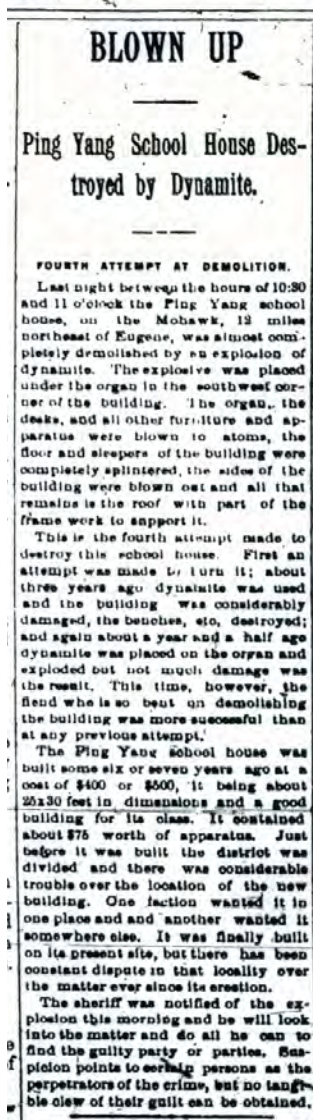 BLOWN UP
Ping Yang School House Des-
troyed by Dynamite.
FOURTH ATTEMPT AT DEMOLITION.
Last night between the hours of 10:30
and 11 o'clock the Ping Yang school
house, on the Mohawk, 12 miles
northeast of Eugene, was almost com-
pletely demolished by an explosion of
dynamite. The explosive was placed
under the organ in the southwest cor-
ner of the building. The organ, the
desks, and all other furniture and ap-
paratus were blown to atoms, the
floor and sleepers of the building were
completely splintered, the sides of the
building were blown out and all that
remains is the roof with part of the
frame work to support it.
This is the fourth attempt made to
destroy this school house. First an
attempt was made to burn it; about
three years ago dynamite was used
and the building was considerably
damaged, the benches, etc, destroyed;
and again about a year and a half ago
dynamite was placed on the organ and
exploded but not much damage was
the result. This time, however, the
fiend who is so bent on demolishing
the building was more successful than
at any previous attempt.
The Ping Yang school house was
built some six or seven years ago at a
cost of $400 or $500, it being about
25x30 feet in dimensions and a good
building for its class. It contained
about $75 worth of apparatus. Just
before it was built the district was
divided and there was considerable
trouble over the location of the new
building. One faction wanted it in
one place and and another wanted it
somewhere else. It was finally built
on its present site, but there has been
constant dispute in that locality over
the matter ever since its erection.
The sheriff was notified of the ex-
plosion this morning and he will look
into the matter and do all he can to
find the guilty party or parties. Sus-
picion points to certain persons as the
perpetrators of the crime, but no tangi-
ble clew of their guilt can be obtained.